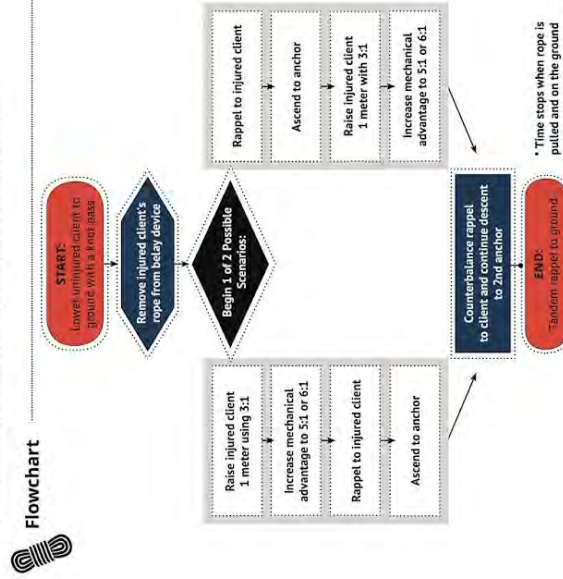 Flowchart
START:
Lower uninjured client to
ground with a knot pass
Remove injured client's
rope from belay device
Begin 1 of 2 Possible
Scenarios:
Raise injured client
1 meter using 3:1
Increase mechanical
advantage to 5:1 or 6:1
Rappel to injured client
Ascend to anchor
Rappel to injured client
Ascend to anchor
Raise injured client
1 meter with 3:1
Increase mechanical
advantage to 5:1 or 6:1
Counterbalance rappel
to client and continue descent
to 2nd anchor
END:
Tandem rappel to ground
* Time stops when rope is
pulled and on the ground